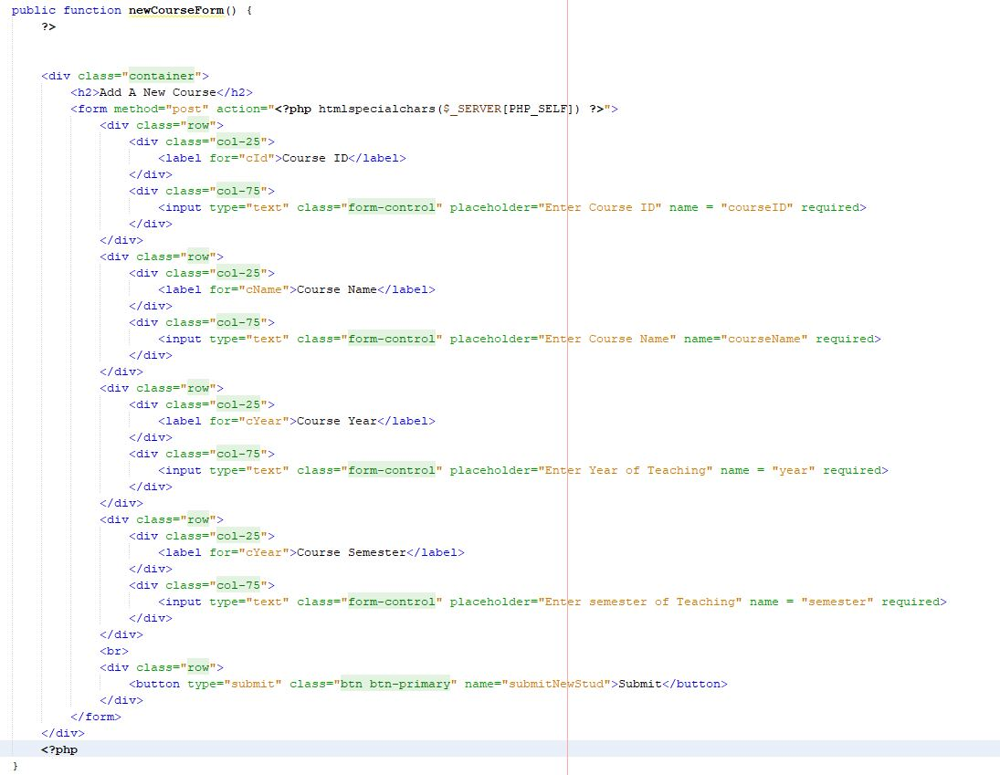 public function newCourseForm() {
?>
<div class="container">
<h2>Add A New Course</h2>
<form method="post" action="<?php htmlspecialchars($_SERVER[PHP_SELF]) ?>">
<div class="row">
<div class="col-25">
<label for="cId">Course ID</label>
</div>
<div class="col-75">
<input type="text" class="form-control" placeholder="Enter Course ID" name = "courseID" required>
</div>
</div>
<div class="row">
<div class="col-25">
<label for="cName">Course Name</label>
</div>
<div class="col-75">
<input type="text" class="form-control" placeholder="Enter Course Name" name="courseName" required>
</div>
</div>
<div class="row">
<div class="col-25">
<label for="cYear">Course Year</label>
</div>
<div class="col-75">
<input type="text" class="form-control" placeholder="Enter Year of Teaching" name = "year" required>
</div>
</div>
<div class="row">
<div class="col-25">
<label for="cYear">Course Semester</label>
</div>
<div class="col-75">
<input type="text" class="form-control" placeholder="Enter semester of Teaching" name = "semester" required>
</div>
</div>
<br>
<div class="row">
<button type="submit" class="btn btn-primary" name="submitNewStud">Submit</button>
</div>
</form>
</div>
<?php
}